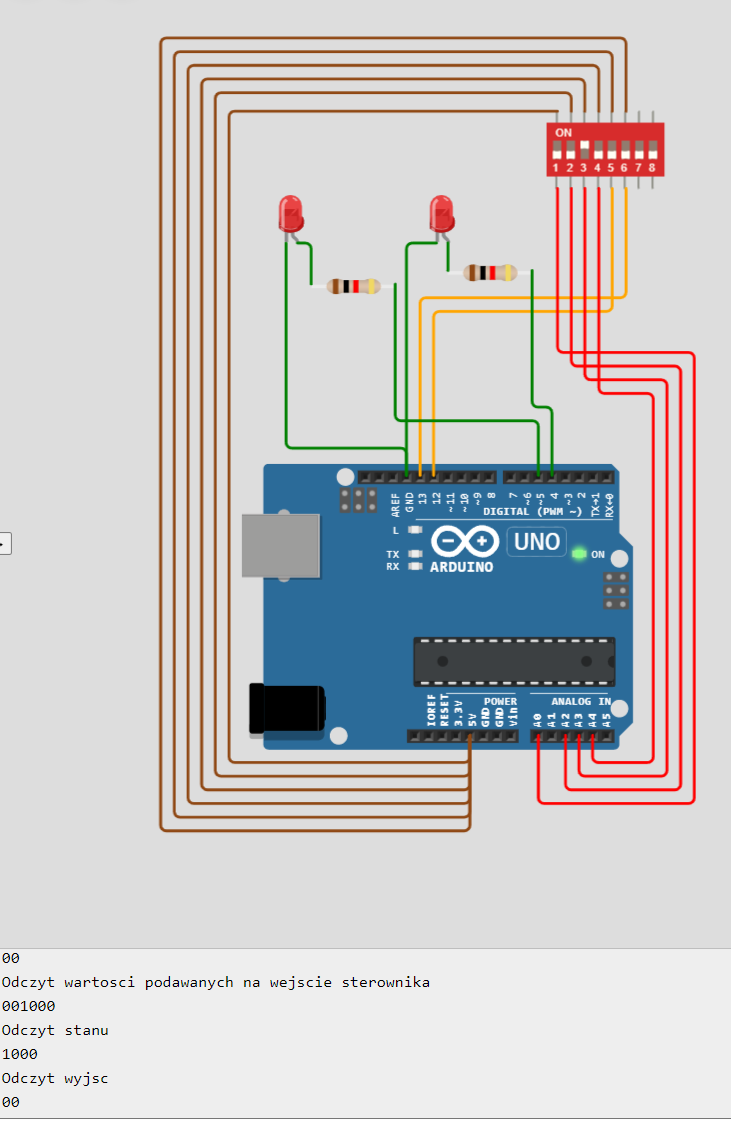 ON
1 2 3 4 5 6 7 8
AREF
GND
13
12
~11
~10
~9
8
7
~6
~5
4
~3
2
TX→1
RX←0
DIGITAL (PWM ~)
L
TX
RX
ARDUINO
UNO
ON
IOREF
RESET
3.3V
5V
GND
GND
Vin
POWER
ANALOG IN
A0
A1
A2
A3
A4
A5
00
Odczyt wartosci podawanych na wejscie sterownika
001000
Odczyt stanu
1000
Odczyt wyjsc
00